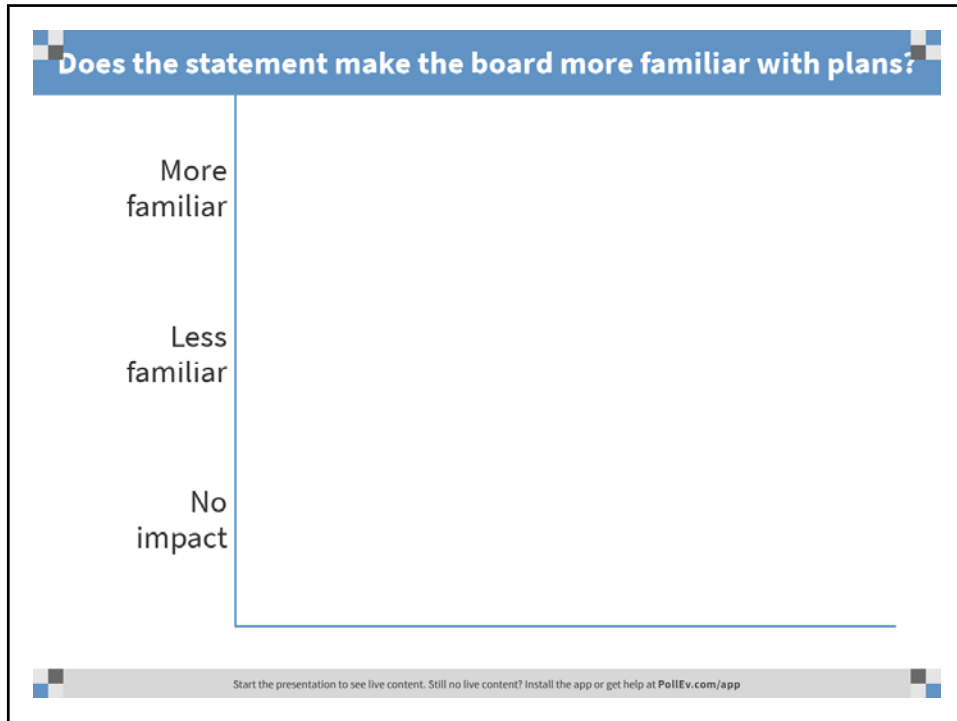 Does the statement make the board more familiar with plans?
More
familiar
Less
familiar
No
impact
Start the presentation to see live content. Still no live content? Install the app or get help at PollEv.com/app